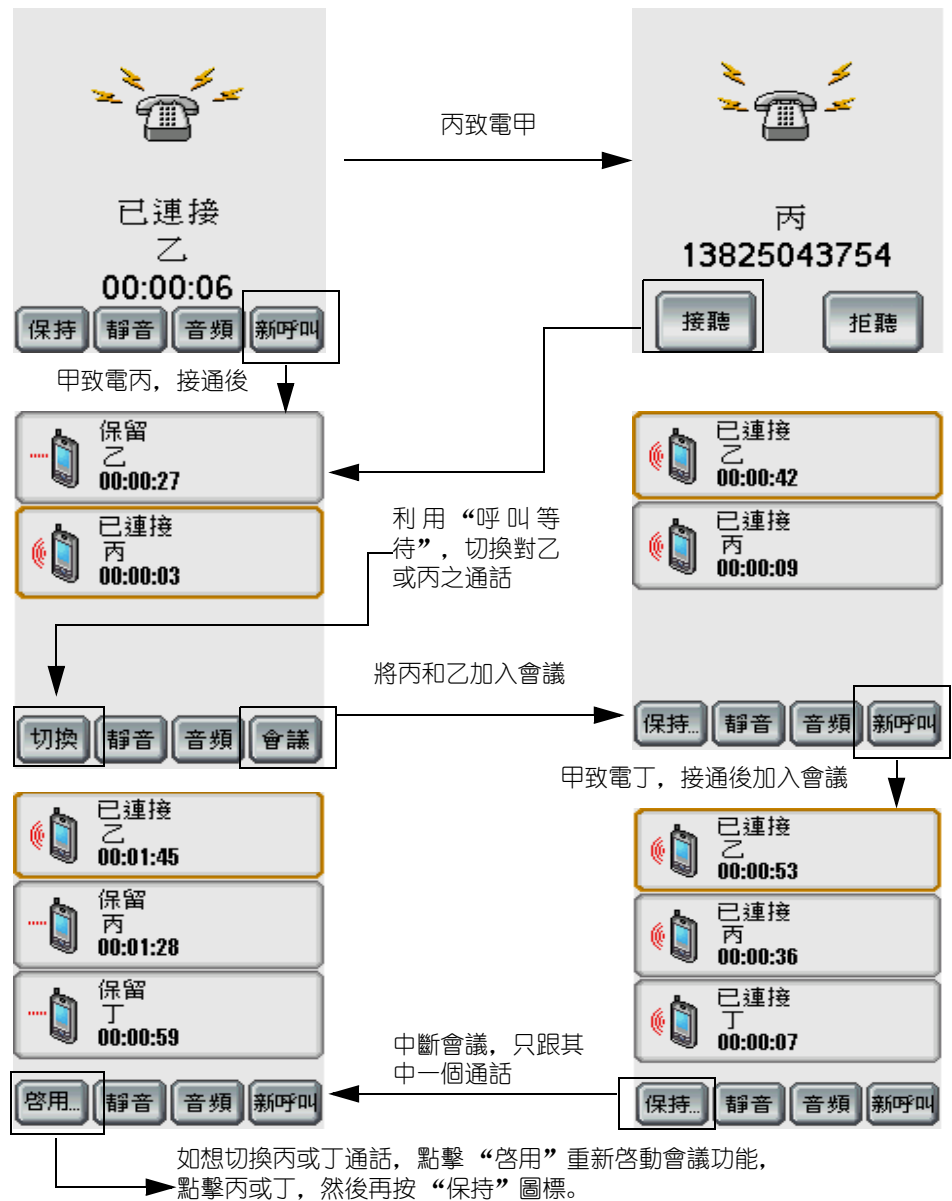 已連接
乙
00:00:06
保持 靜音 音頻 新呼叫
丙致電甲
丙
13825043754
接聽 拒聽
甲致電丙，接通後
保留
乙
00:00:27
已連接
丙
00:00:03
利用“呼叫等
待”，切換對乙
或丙之通話
切換 靜音 音頻 會議
已連接
乙
00:00:42
已連接
丙
00:00:09
將丙和乙加入會議
保持… 靜音 音頻 新呼叫
甲致電丁，接通後加入會議
已連接
乙
00:00:53
已連接
丙
00:00:36
已連接
丁
00:00:07
保持… 靜音 音頻 新呼叫
中斷會議，只跟其
中一個通話
已連接
乙
00:01:45
保留
丙
00:01:28
保留
丁
00:00:59
啓用… 靜音 音頻 新呼叫
如想切換丙或丁通話，點擊“啓用”重新啓動會議功能，
點擊丙或丁，然後再按“保持”圖標。